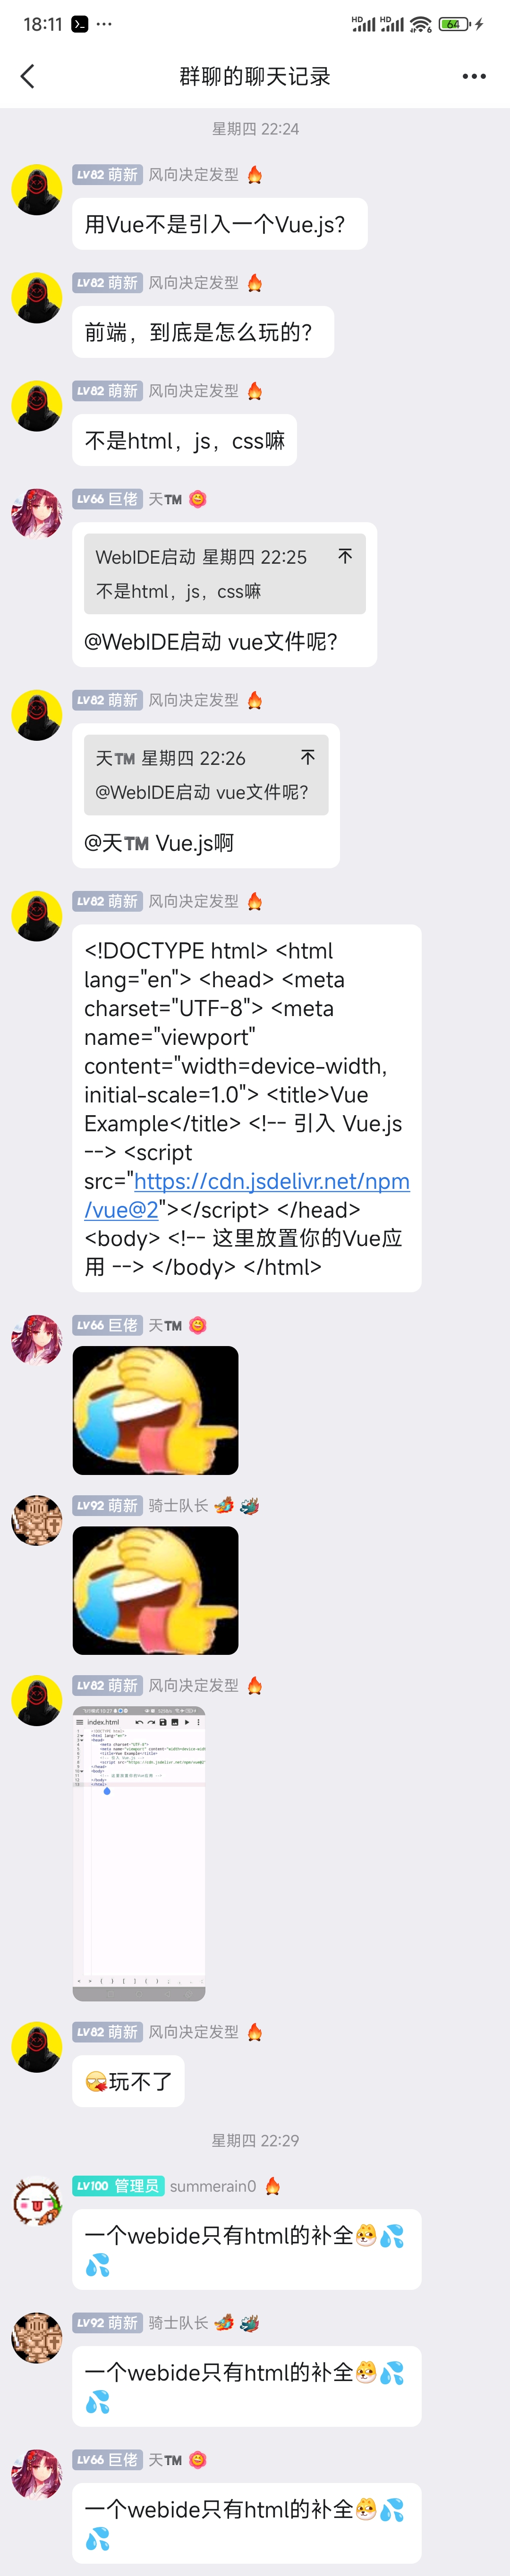 18:11
64
群聊的聊天记录
星期四 22:24
LV82 萌新 风向决定发型
用Vue不是引入一个Vue.js?
LV82 萌新 风向决定发型
前端，到底是怎么玩的?
LV82 萌新 风向决定发型
不是html，js，css嘛
LV66 巨佬 天™
WebIDE启动 星期四 22:25
不是html，js，css嘛
@WebIDE启动 vue文件呢?
LV82 萌新 风向决定发型
天™ 星期四 22:26
@WebIDE启动 vue文件呢?
@天™ Vue.js啊
LV82 萌新 风向决定发型
<!DOCTYPE html> <html
lang="en"> <head> <meta
charset="UTF-8"> <meta
name="viewport"
content="width=device-width,
initial-scale=1.0"> <title>Vue
Example</title> <!-- 引入 Vue.js
--> <script
src="https://cdn.jsdelivr.net/npm
/vue@2"></script> </head>
<body> <!-- 这里放置你的Vue应
用 --> </body> </html>
LV66 巨佬 天™
LV92 萌新 骑士队长
LV82 萌新 风向决定发型
index.html
LV82 萌新 风向决定发型
玩不了
星期四 22:29
LV100 管理员 summerain0
一个webide只有html的补全🐶💦
💦
LV92 萌新 骑士队长
一个webide只有html的补全🐶💦
💦
LV66 巨佬 天™
一个webide只有html的补全🐶💦
💦